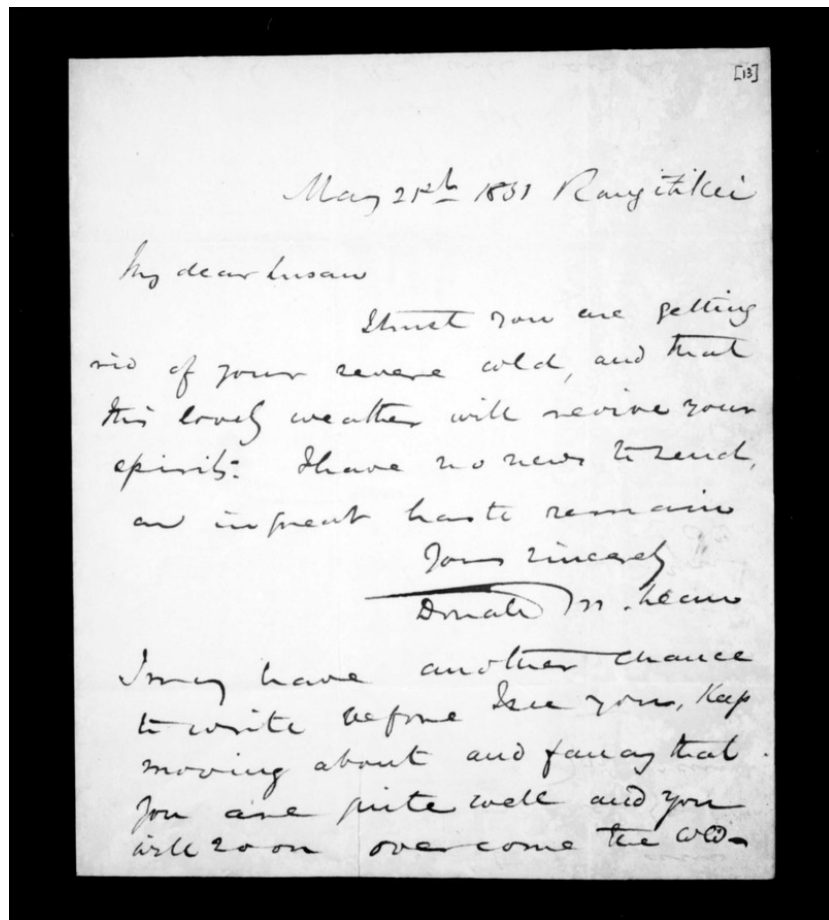 [13]
May 21st 1851 Rangitikei
My dear Susan
I trust you are getting
rid of your severe cold, and that
this lovely weather will revive your
spirits. I have no news to send,
an in great haste remain
Yours sincerely
Donald McLean
I may have another chance
to write before I see you, Keep
moving about and fancy that
you are quite well and you
will soon overcome the cold